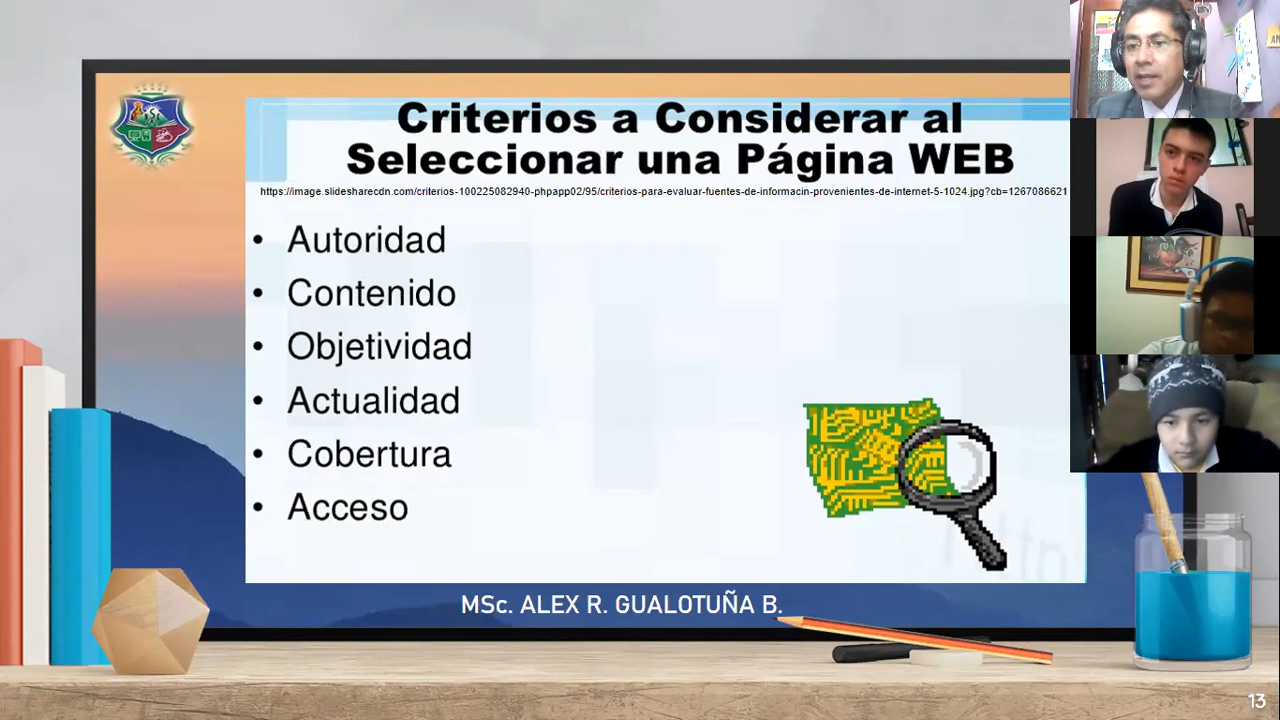 Criterios a Considerar al
Seleccionar una Página WEB
https://image.slidesharecdn.com/criterios-100225082940-phpapp02/95/criterios-para-evaluar-fuentes-de-informacin-provenientes-de-internet-5-1024.jpg?cb=1267086621
• Autoridad
• Contenido
• Objetividad
• Actualidad
• Cobertura
• Acceso
MSc. ALEX R. GUALOTUÑA B.
13